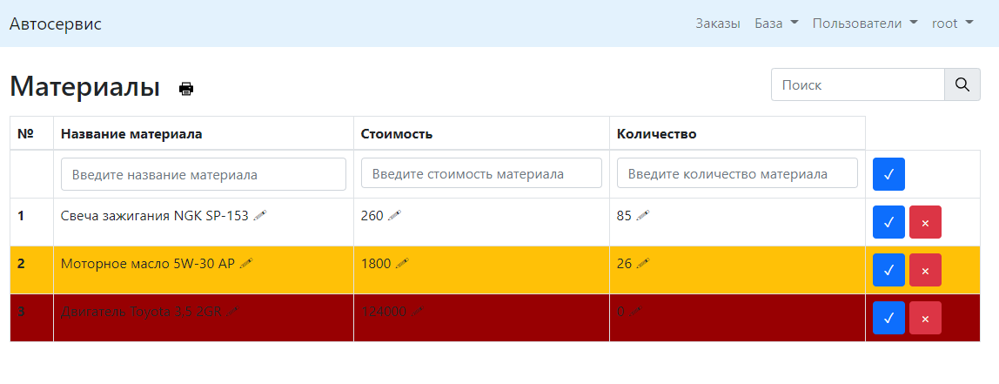 Автосервис Заказы База Пользователи root
Материалы Поиск
№ Название материала Стоимость Количество
Введите название материала Введите стоимость материала Введите количество материала
1 Свеча зажигания NGK SP-153 260 85
2 Моторное масло 5W-30 AP 1800 26
3 Двигатель Toyota 3.5 2GR 124000 0